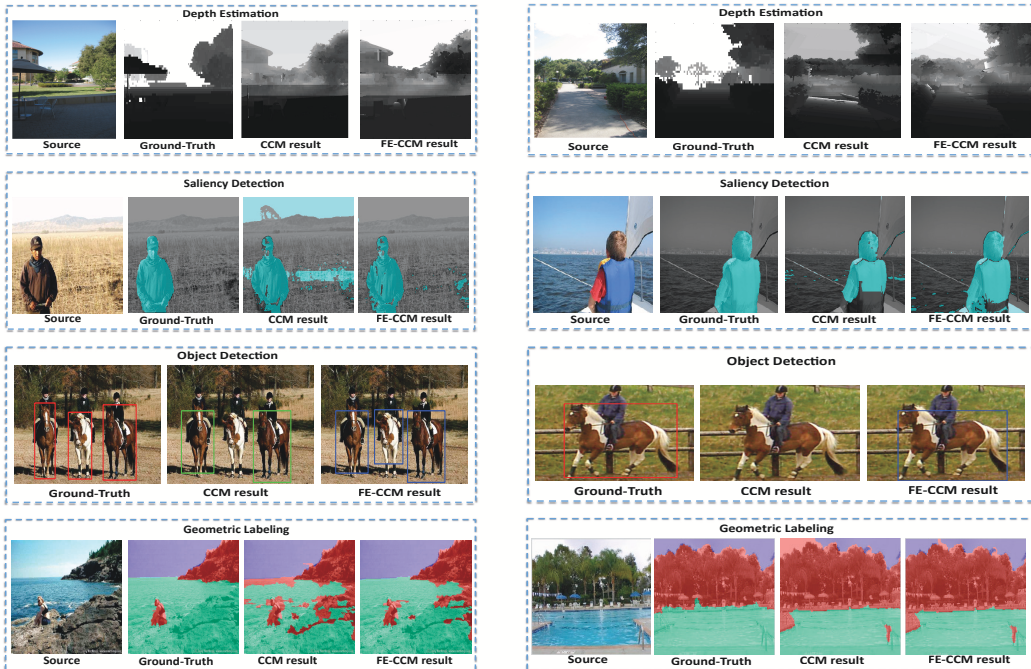 Depth Estimation
Source Ground-Truth CCM result FE-CCM result
Saliency Detection
Source Ground-Truth CCM result FE-CCM result
Object Detection
Ground-Truth CCM result FE-CCM result
Geometric Labeling
Source Ground-Truth CCM result FE-CCM result
Depth Estimation
Source Ground-Truth CCM result FE-CCM result
Saliency Detection
Source Ground-Truth CCM result FE-CCM result
Object Detection
Ground-Truth CCM result FE-CCM result
Geometric Labeling
Source Ground-Truth CCM result FE-CCM result